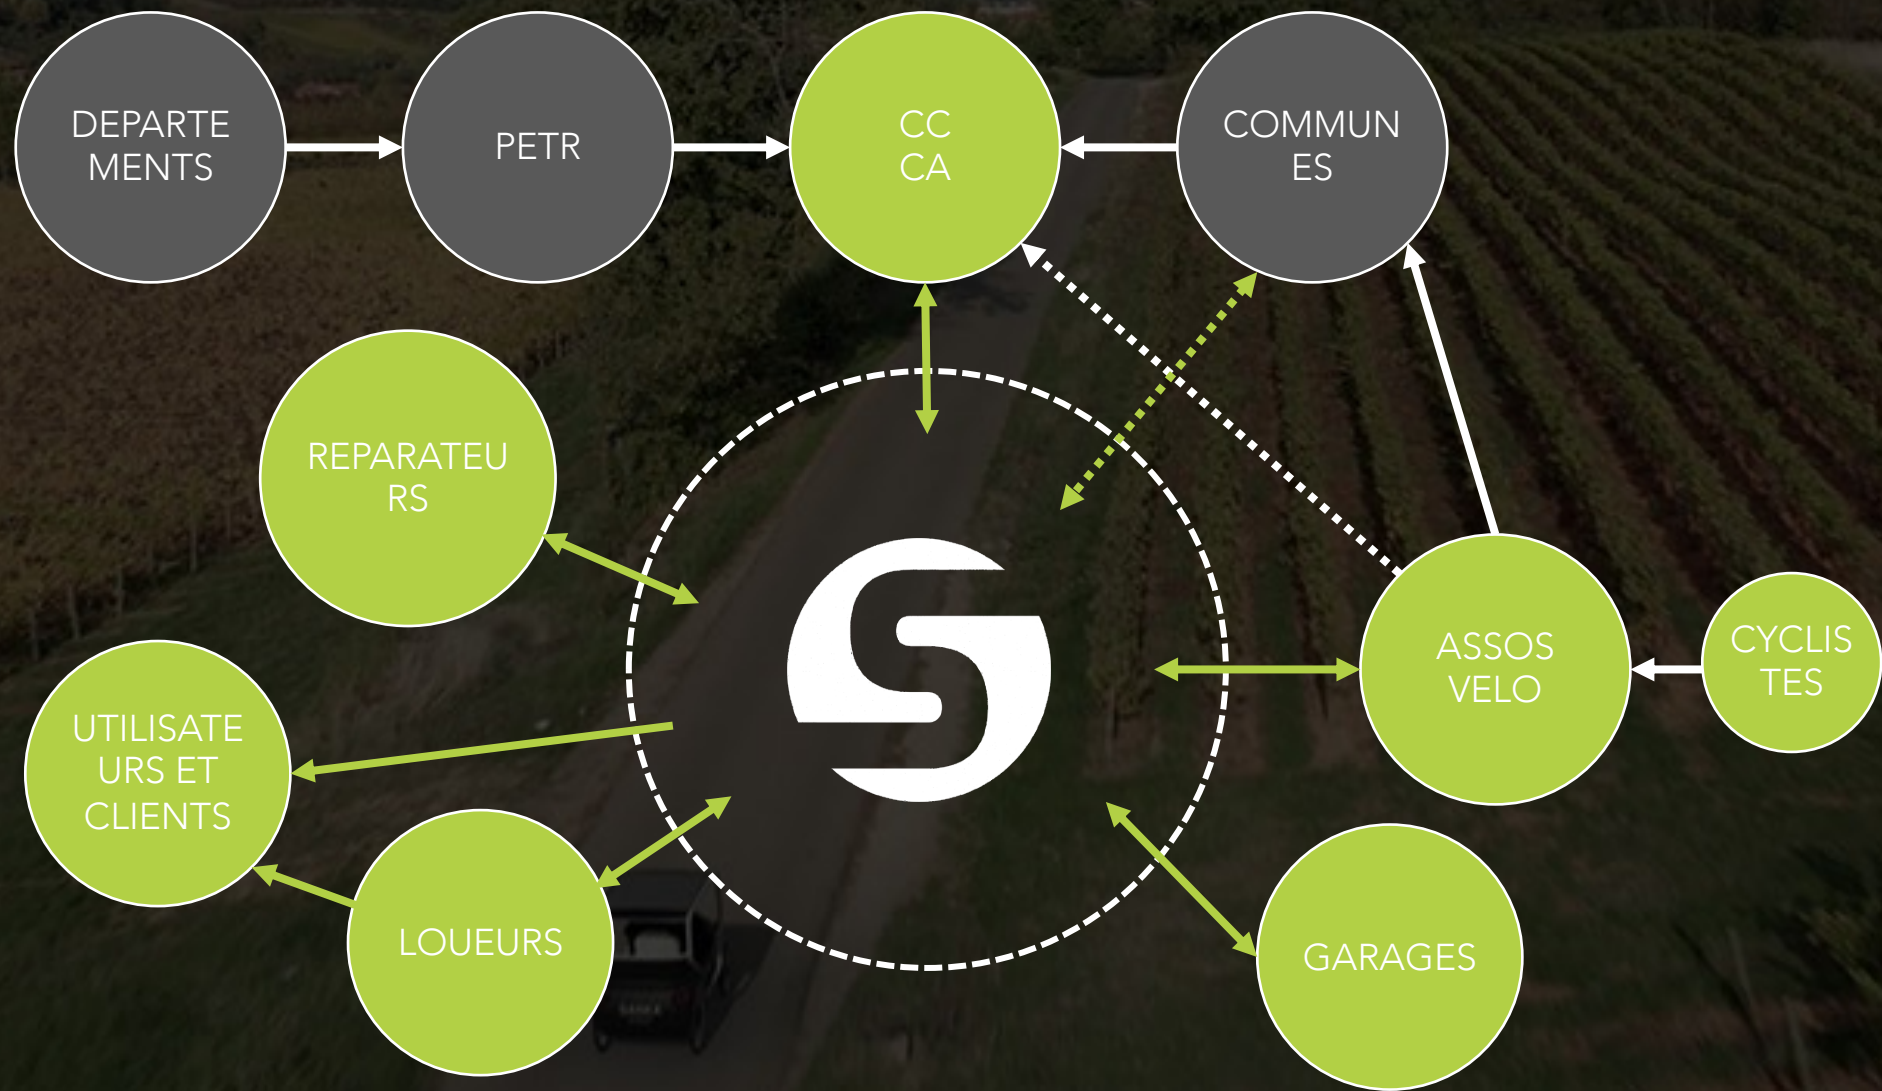 DEPARTE
MENTS
PETR
CC
CA
COMMUN
ES
REPARATEU
RS
UTILISATE
URS ET
CLIENTS
LOUEURS
ASSOS
VELO
CYCLIS
TES
GARAGES